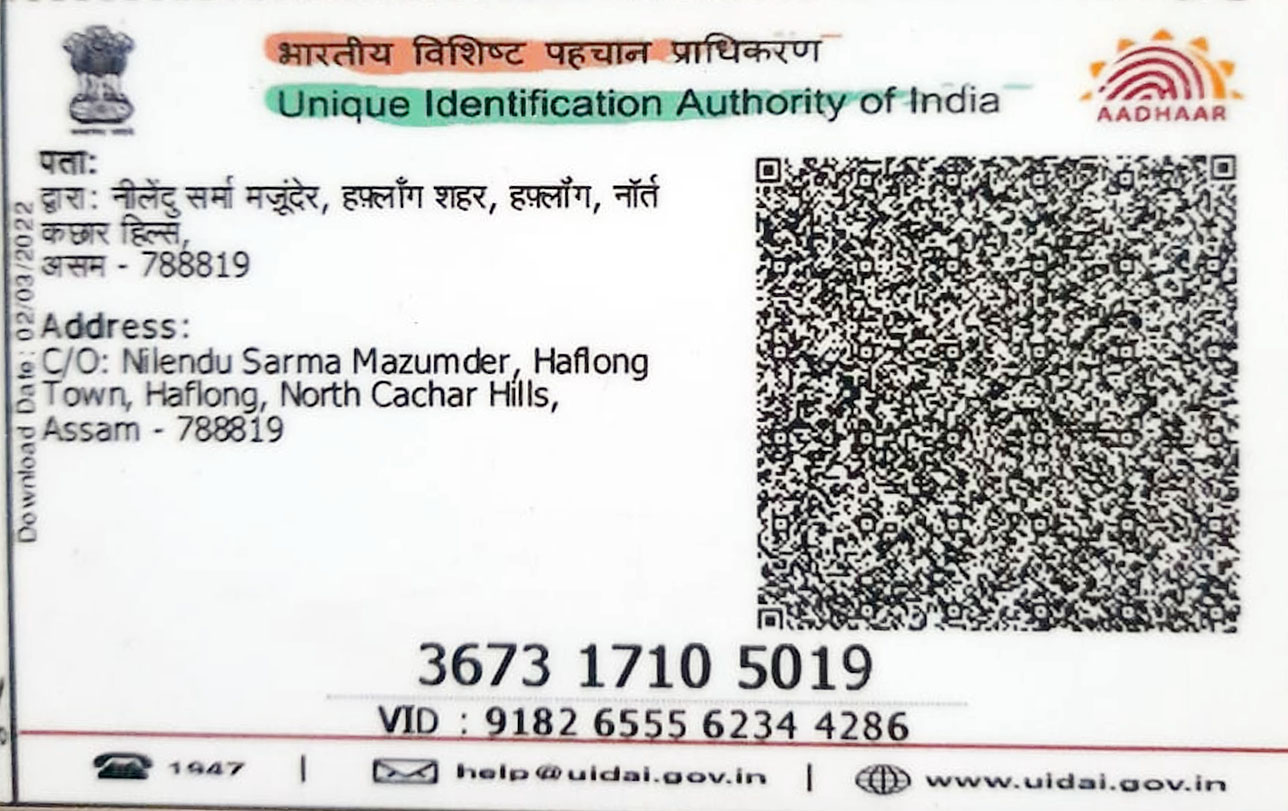 भारतीय विशिष्ट पहचान प्राधिकरण
Unique Identification Authority of India
AADHAAR
पता:
द्वारा: नीलेंदु सर्मा मजूंदेर, हफ़्लाँग शहर, हफ़्लॉंग, नॉर्त
कछार हिल्स,
असम - 788819
Address:
C/O: Nilendu Sarma Mazumder, Haflong
Town, Haflong, North Cachar Hills,
Assam - 788819
Download Date: 02/03/2022
3673 1710 5019
VID : 9182 6555 6234 4286
1947 | help@uidai.gov.in | www.uidai.gov.in